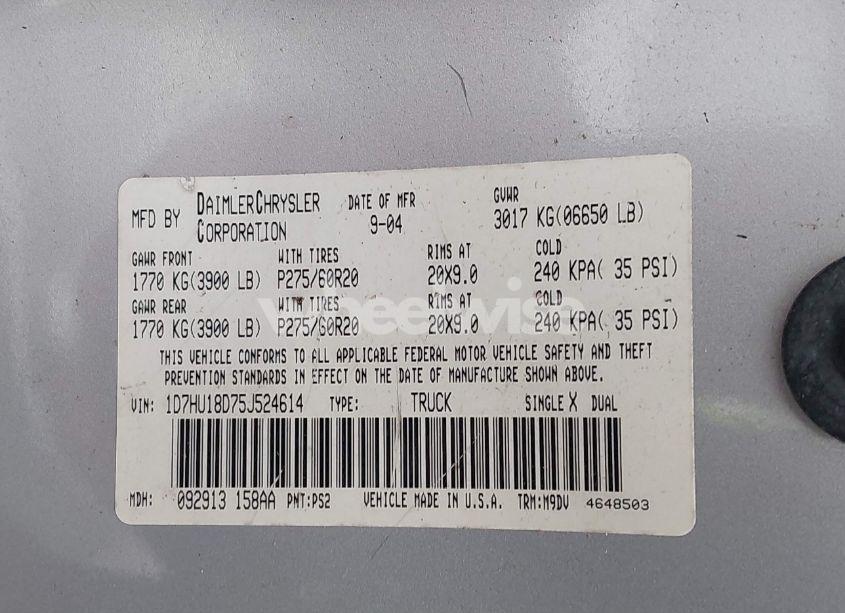 MFD BY DAIMLERCHRYSLER CORPORATION DATE OF MFR 9-04 GVWR 3017 KG(06650 LB)
GAWR FRONT WITH TIRES RIMS AT COLD
1770 KG(3900 LB) P275/60R20 20X9.0 240 KPA( 35 PSI)
GAWR REAR WITH TIRES RIMS AT COLD
1770 KG(3900 LB) P275/60R20 20X9.0 240 KPA( 35 PSI)
THIS VEHICLE CONFORMS TO ALL APPLICABLE FEDERAL MOTOR VEHICLE SAFETY AND THEFT
PREVENTION STANDARDS IN EFFECT ON THE DATE OF MANUFACTURE SHOWN ABOVE.
VIN: 1D7HU18D75J524614 TYPE: TRUCK SINGLE X DUAL
MDH: 092913 158AA PNT:PS2 VEHICLE MADE IN U.S.A. TRM:M9DV 4648503